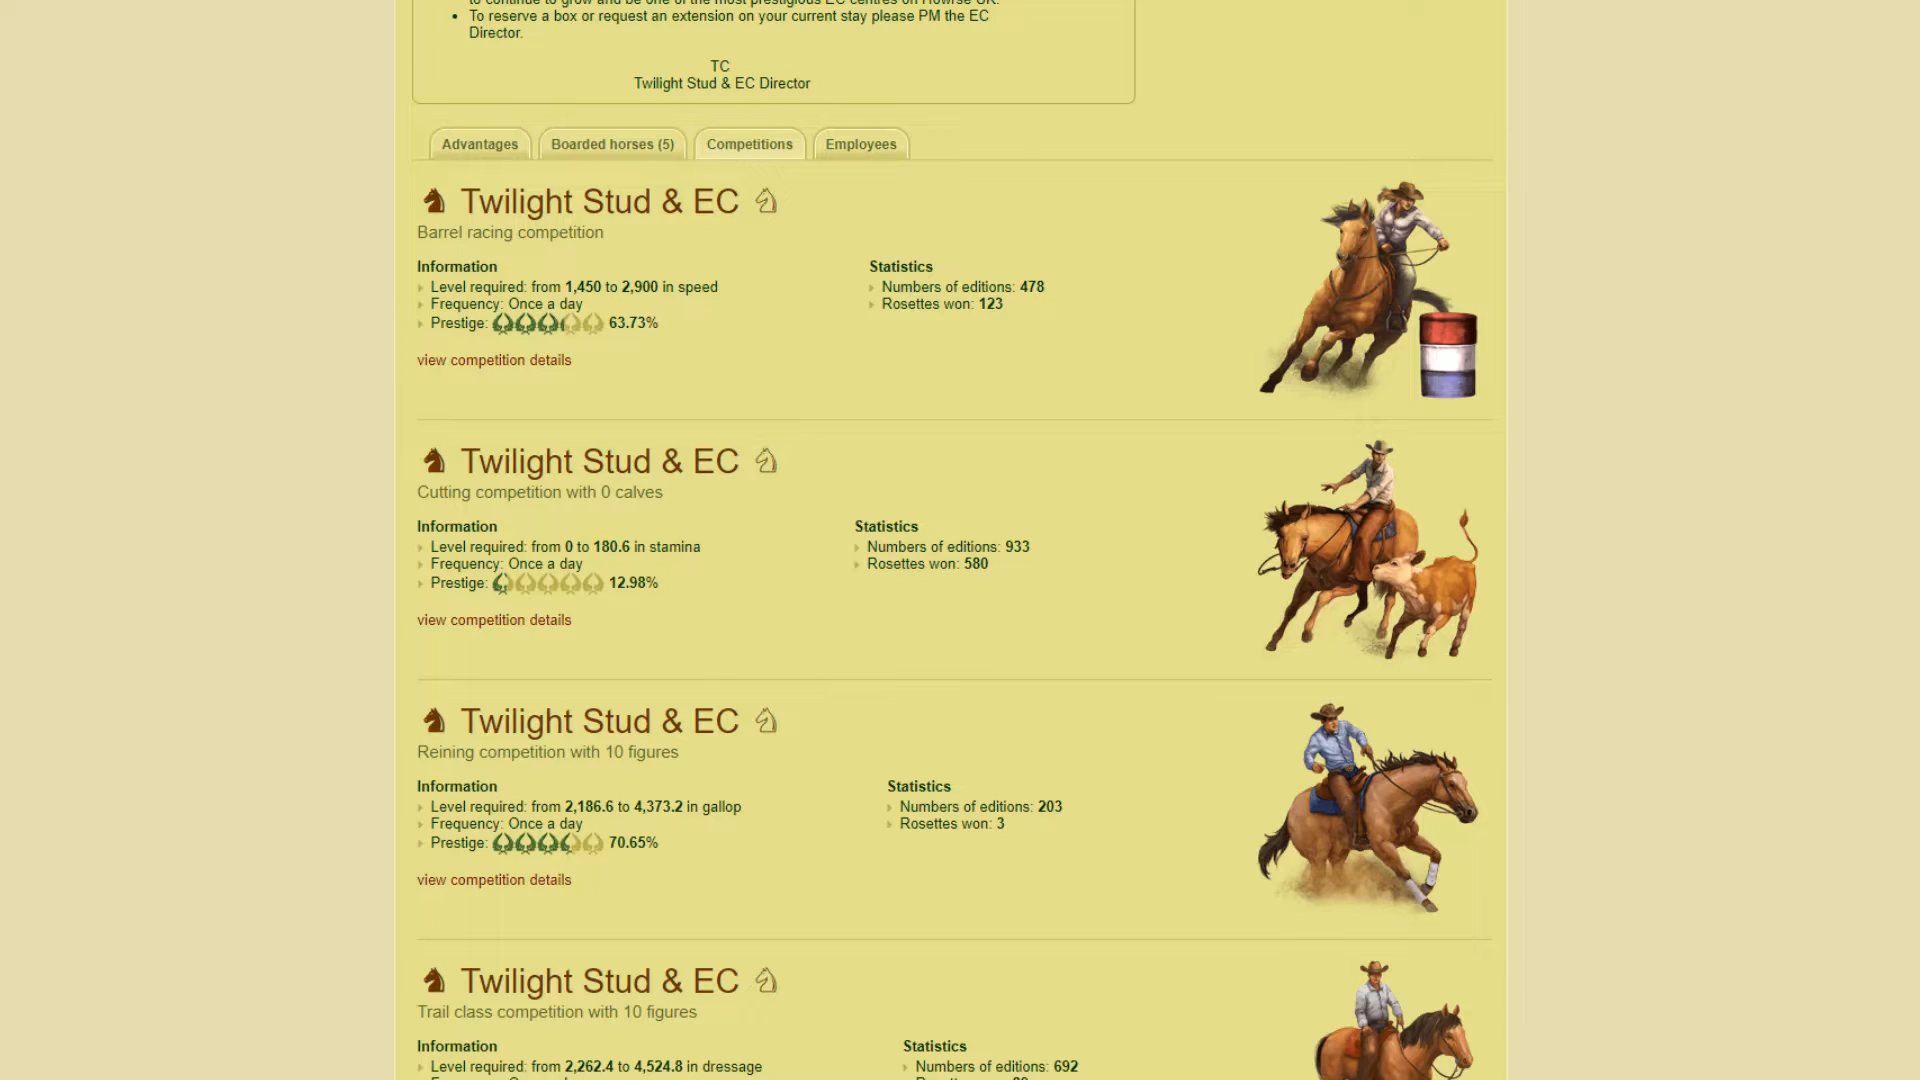 • To reserve a box or request an extension on your current stay please PM the EC
Director.
TC
Twilight Stud & EC Director
Advantages
Boarded horses (5)
Competitions
Employees
♞ Twilight Stud & EC ♘
Barrel racing competition
Information
Level required: from 1,450 to 2,900 in speed
Frequency: Once a day
Prestige: 63.73%
Statistics
Numbers of editions: 478
Rosettes won: 123
view competition details
♞ Twilight Stud & EC ♘
Cutting competition with 0 calves
Information
Level required: from 0 to 180.6 in stamina
Frequency: Once a day
Prestige: 12.98%
Statistics
Numbers of editions: 933
Rosettes won: 580
view competition details
♞ Twilight Stud & EC ♘
Reining competition with 10 figures
Information
Level required: from 2,186.6 to 4,373.2 in gallop
Frequency: Once a day
Prestige: 70.65%
Statistics
Numbers of editions: 203
Rosettes won: 3
view competition details
♞ Twilight Stud & EC ♘
Trail class competition with 10 figures
Information
Level required: from 2,262.4 to 4,524.8 in dressage
Statistics
Numbers of editions: 692